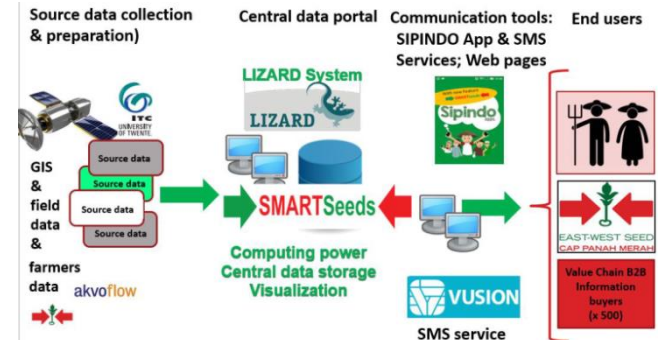 Source data collection
& preparation)
ITC
UNIVERSITY
OF TWENTE
Source data
Source data
Source data
Source data
GIS
&
field
data
&
farmers
data
akvoflow
Central data portal
LIZARD System
LIZARD
SMARTSeeds
Computing power
Central data storage
Visualization
Communication tools:
SIPINDO App & SMS
Services; Web pages
Sipindo
VUSION
SMS service
End users
EAST-WEST SEED
CAP PANAH MERAH
Value Chain B2B
Information
buyers
(x 500)